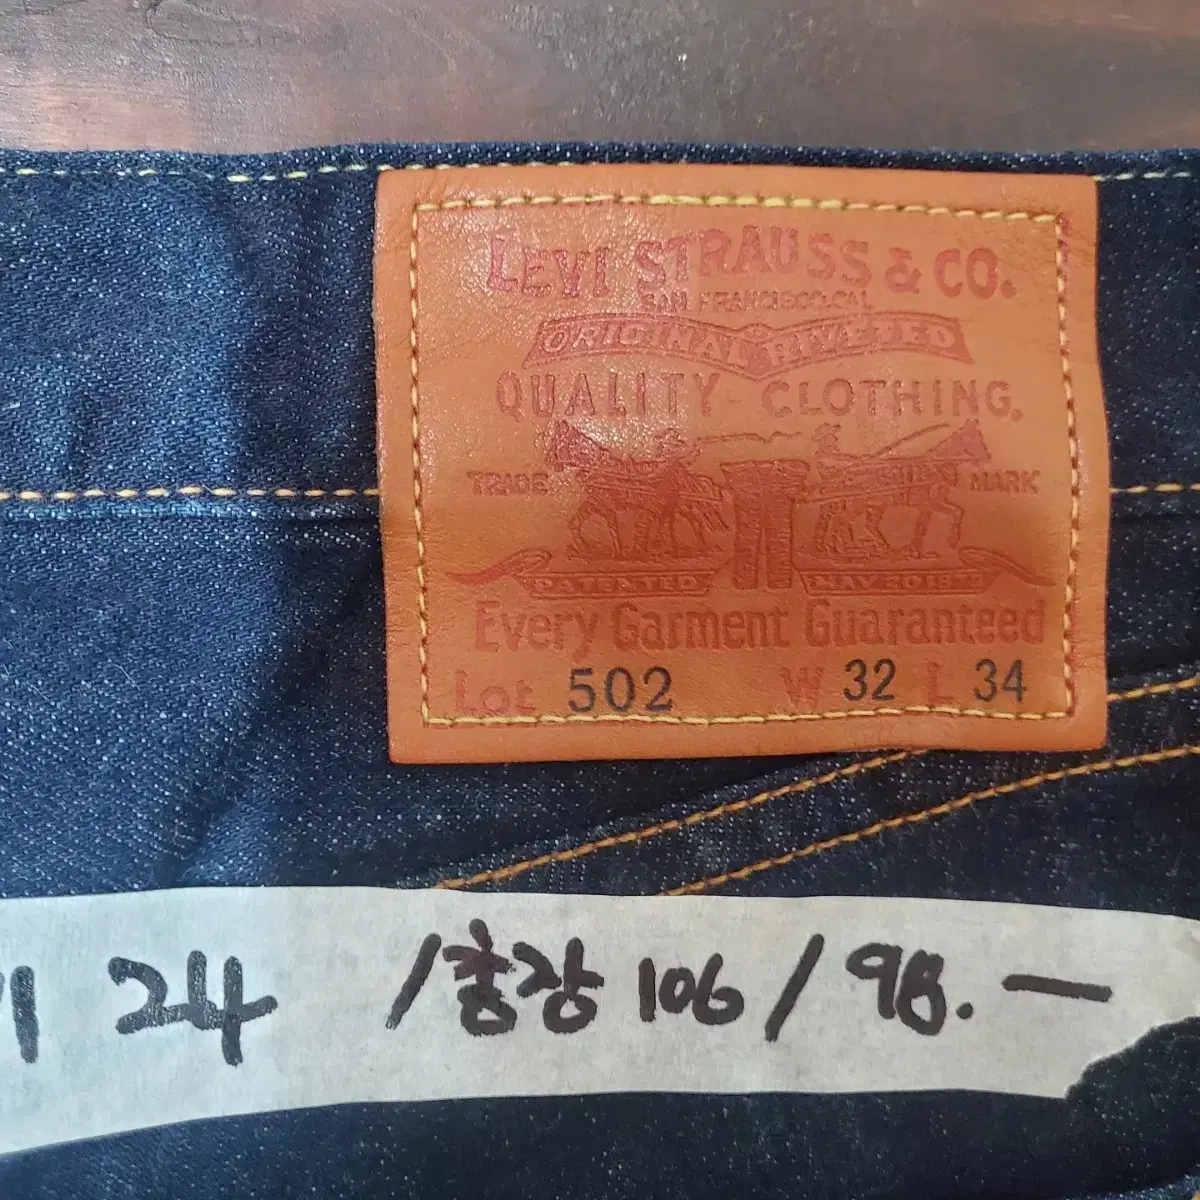 LEVI STRAUSS & CO.
SAN FRANCISCO, CAL
ORIGINAL RIVETED
QUALITY CLOTHING.
TRADE MARK
PATENTED MAY 20 1873
Every Garment Guaranteed
Lot 502 W 32 L 34
24 /총장 106 / 98. —